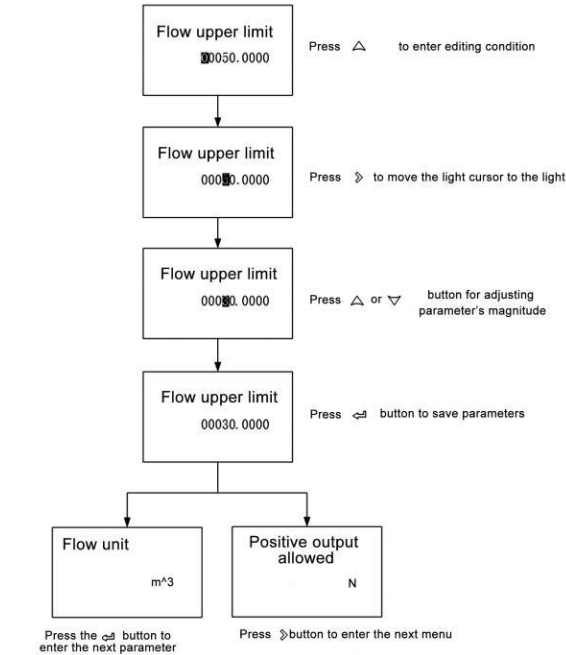 Flow upper limit
00050.0000
Press △ to enter editing condition
Flow upper limit
00050.0000
Press > to move the light cursor to the light
Flow upper limit
00030.0000
Press △ or ▽ button for adjusting
parameter's magnitude
Flow upper limit
00030.0000
Press ↵ button to save parameters
Flow unit
m^3
Press the ↵ button to
enter the next parameter
Positive output
allowed
N
Press > button to enter the next menu